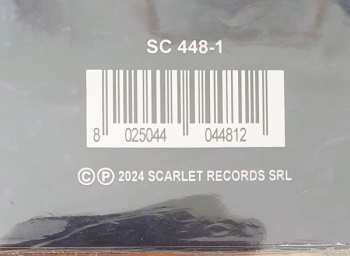 SC 448-1
8 025044 044812
©℗ 2024 SCARLET RECORDS SRL